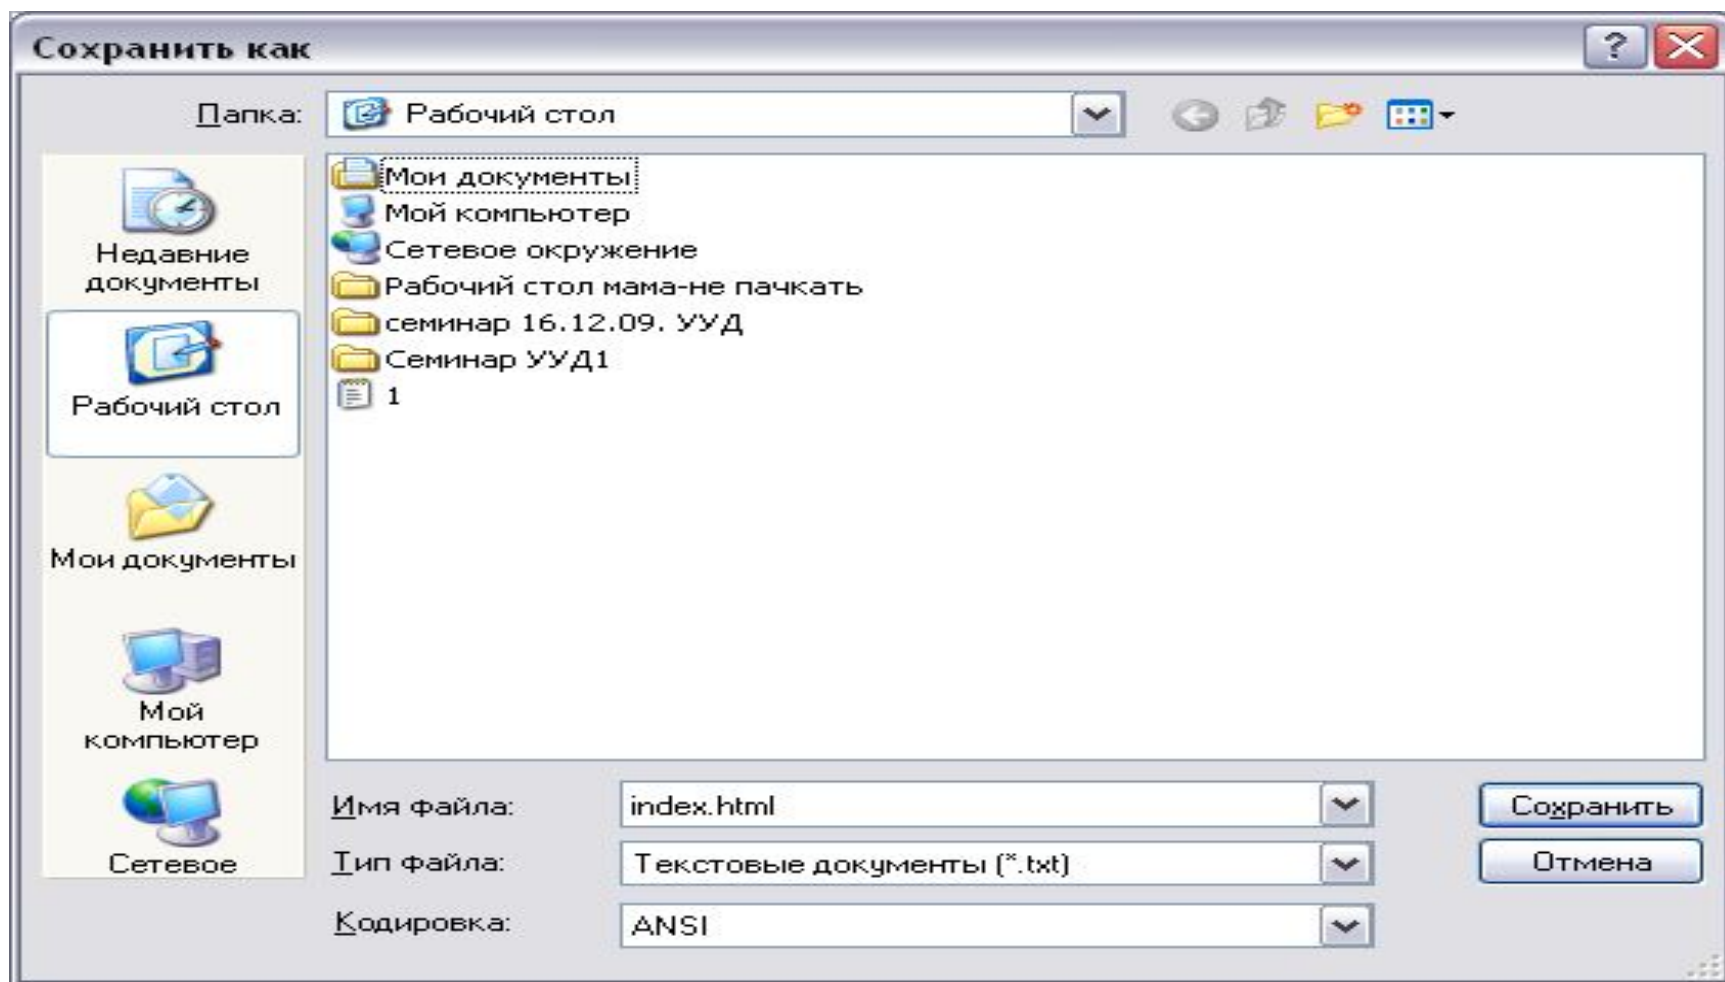 Сохранить как
Папка:
Рабочий стол
Недавние
документы
Рабочий стол
Мои документы
Мой
компьютер
Сетевое
Мои документы
Мой компьютер
Сетевое окружение
Рабочий стол мама-не пачкать
семинар 16.12.09. УУД
Семинар УУД1
1
Имя файла:
index.html
Сохранить
Тип файла:
Текстовые документы (*.txt)
Отмена
Кодировка:
ANSI